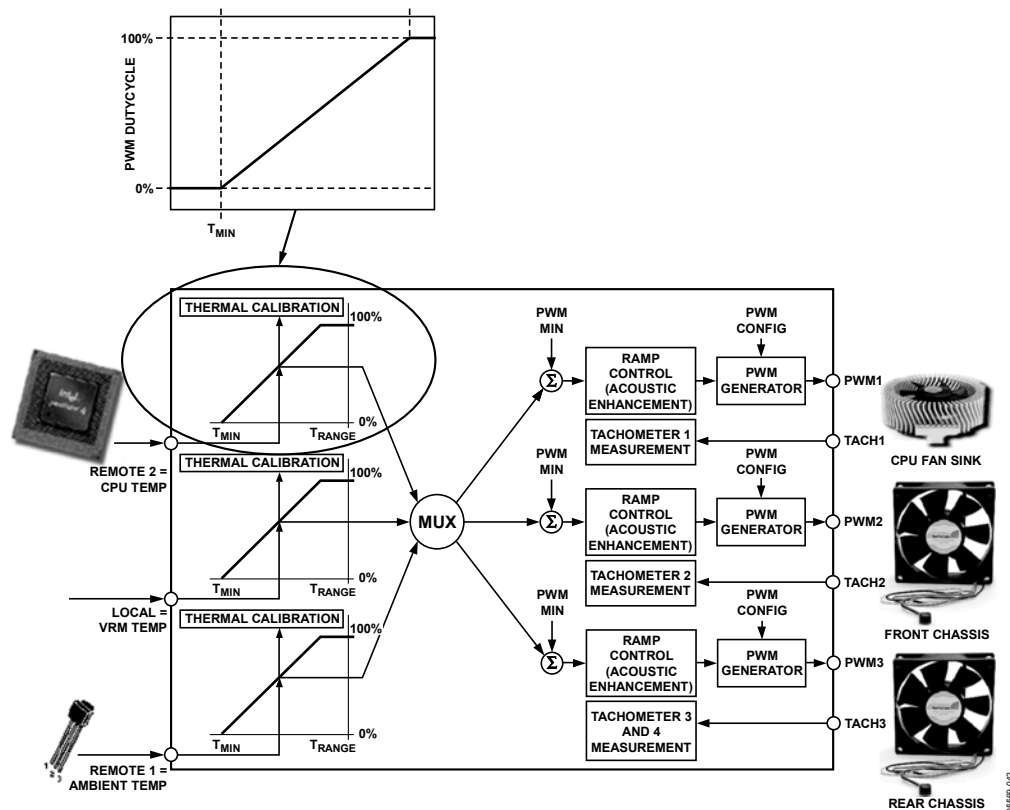 100%
PWM DUTYCYCLE
0%
TMIN
THERMAL CALIBRATION
100%
0%
TMIN
TRANGE
REMOTE 2 =
CPU TEMP
THERMAL CALIBRATION
100%
0%
TMIN
TRANGE
LOCAL =
VRM TEMP
THERMAL CALIBRATION
100%
0%
TMIN
TRANGE
REMOTE 1 =
AMBIENT TEMP
1
2
3
MUX
PWM
MIN
Σ
RAMP
CONTROL
(ACOUSTIC
ENHANCEMENT)
PWM
CONFIG
PWM
GENERATOR
PWM1
TACHOMETER 1
MEASUREMENT
TACH1
CPU FAN SINK
PWM
MIN
Σ
RAMP
CONTROL
(ACOUSTIC
ENHANCEMENT)
PWM
CONFIG
PWM
GENERATOR
PWM2
TACHOMETER 2
MEASUREMENT
TACH2
FRONT CHASSIS
PWM
MIN
Σ
RAMP
CONTROL
(ACOUSTIC
ENHANCEMENT)
PWM
CONFIG
PWM
GENERATOR
PWM3
TACHOMETER 3
AND 4
MEASUREMENT
TACH3
REAR CHASSIS